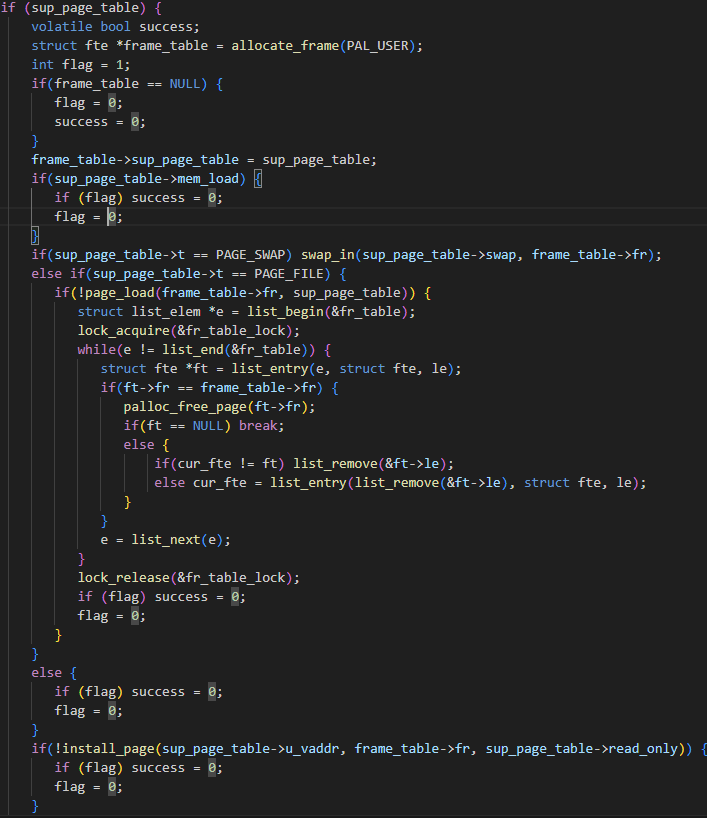 if (sup_page_table) {
    volatile bool success;
    struct fte *frame_table = allocate_frame(PAL_USER);
    int flag = 1;
    if(frame_table == NULL) {
        flag = 0;
        success = 0;
    }
    frame_table->sup_page_table = sup_page_table;
    if(sup_page_table->mem_load) {
        if (flag) success = 0;
        flag = 0;
    }
    if(sup_page_table->t == PAGE_SWAP) swap_in(sup_page_table->swap, frame_table->fr);
    else if(sup_page_table->t == PAGE_FILE) {
        if(!page_load(frame_table->fr, sup_page_table)) {
            struct list_elem *e = list_begin(&fr_table);
            lock_acquire(&fr_table_lock);
            while(e != list_end(&fr_table)) {
                struct fte *ft = list_entry(e, struct fte, le);
                if(ft->fr == frame_table->fr) {
                    palloc_free_page(ft->fr);
                    if(ft == NULL) break;
                    else {
                        if(cur_fte != ft) list_remove(&ft->le);
                        else cur_fte = list_entry(list_remove(&ft->le), struct fte, le);
                    }
                }
                e = list_next(e);
            }
            lock_release(&fr_table_lock);
            if (flag) success = 0;
            flag = 0;
        }
    }
    else {
        if (flag) success = 0;
        flag = 0;
    }
    if(!install_page(sup_page_table->u_vaddr, frame_table->fr, sup_page_table->read_only)) {
        if (flag) success = 0;
        flag = 0;
    }